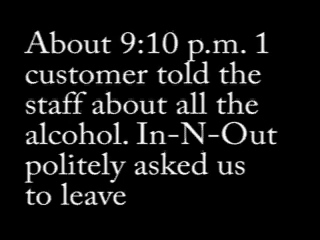 About 9:10 p.m. 1
customer told the
staff about all the
alcohol. In-N-Out
politely asked us
to leave